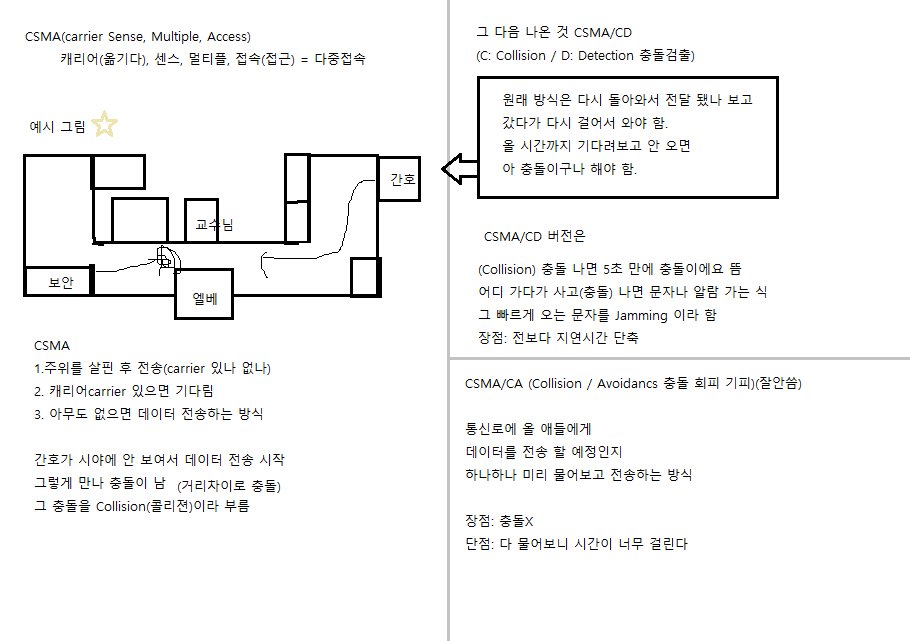 CSMA(carrier Sense, Multiple, Access)
캐리어(옮기다), 센스, 멀티플, 접속(접근) = 다중접속
예시 그림
간호
교수님
보안
엘베
CSMA
1.주위를 살핀 후 전송(carrier 있나 없나)
2. 캐리어carrier 있으면 기다림
3. 아무도 없으면 데이터 전송하는 방식
간호가 시야에 안 보여서 데이터 전송 시작
그렇게 만나 충돌이 남 (거리차이로 충돌)
그 충돌을 Collision(콜리젼)이라 부름
그 다음 나온 것 CSMA/CD
(C: Collision / D: Detection 충돌검출)
원래 방식은 다시 돌아와서 전달 됐나 보고
갔다가 다시 걸어서 와야 함.
올 시간까지 기다려보고 안 오면
아 충돌이구나 해야 함.
CSMA/CD 버전은
(Collision) 충돌 나면 5초 만에 충돌이에요 뜸
어디 가다가 사고(충돌) 나면 문자나 알람 가는 식
그 빠르게 오는 문자를 Jamming 이라 함
장점: 전보다 지연시간 단축
CSMA/CA (Collision / Avoidancs 충돌 회피 기피)(잘안씀)
통신로에 올 애들에게
데이터를 전송 할 예정인지
하나하나 미리 물어보고 전송하는 방식
장점: 충돌X
단점: 다 물어보니 시간이 너무 걸린다